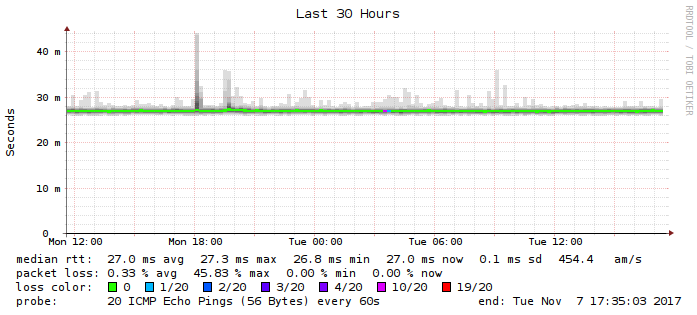 Last 30 Hours
RRDTOOL / TOBI OETIKER
Seconds
40 m
30 m
20 m
10 m
0
Mon 12:00 Mon 18:00 Tue 00:00 Tue 06:00 Tue 12:00
median rtt: 27.0 ms avg 27.3 ms max 26.8 ms min 27.0 ms now 0.1 ms sd 454.4 am/s
packet loss: 0.33 % avg 45.83 % max 0.00 % min 0.00 % now
loss color: 0 1/20 2/20 3/20 4/20 10/20 19/20
probe: 20 ICMP Echo Pings (56 Bytes) every 60s end: Tue Nov 7 17:35:03 2017